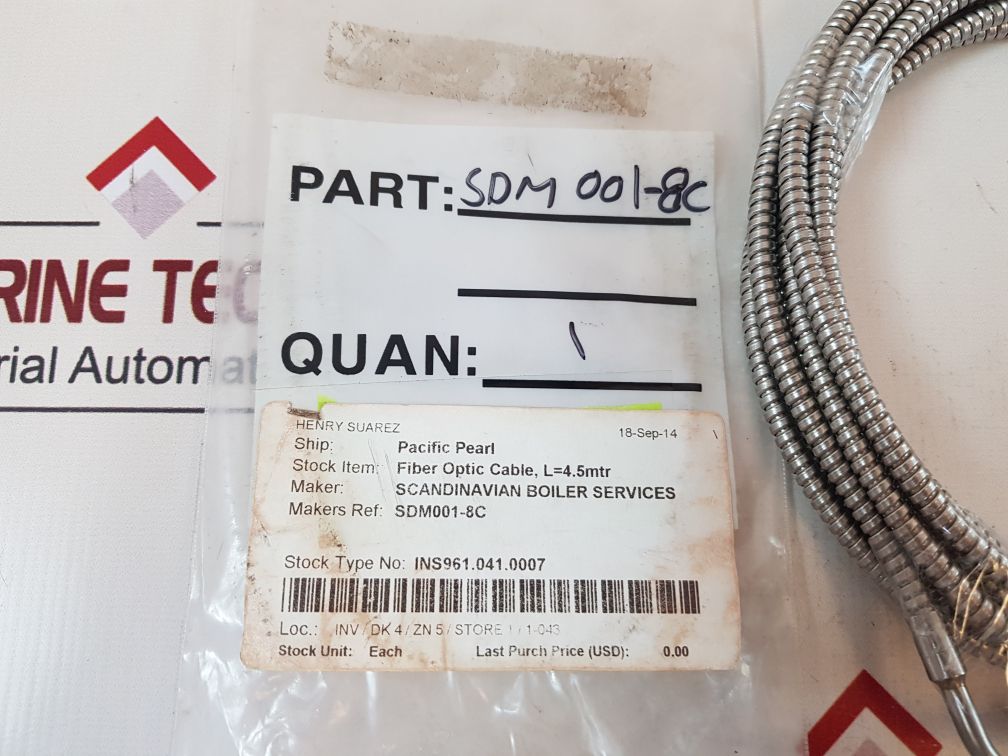 RINE TEC
rial Automat
PART: SDM 001-8C
QUAN: 1
HENRY SUAREZ 18-Sep-14
Ship: Pacific Pearl
Stock Item: Fiber Optic Cable, L=4.5mtr
Maker: SCANDINAVIAN BOILER SERVICES
Makers Ref: SDM001-8C
Stock Type No: INS961.041.0007
Loc.: INV / DK 4 / ZN 5 / STORE 1 / 1-043
Stock Unit: Each Last Purch Price (USD): 0.00